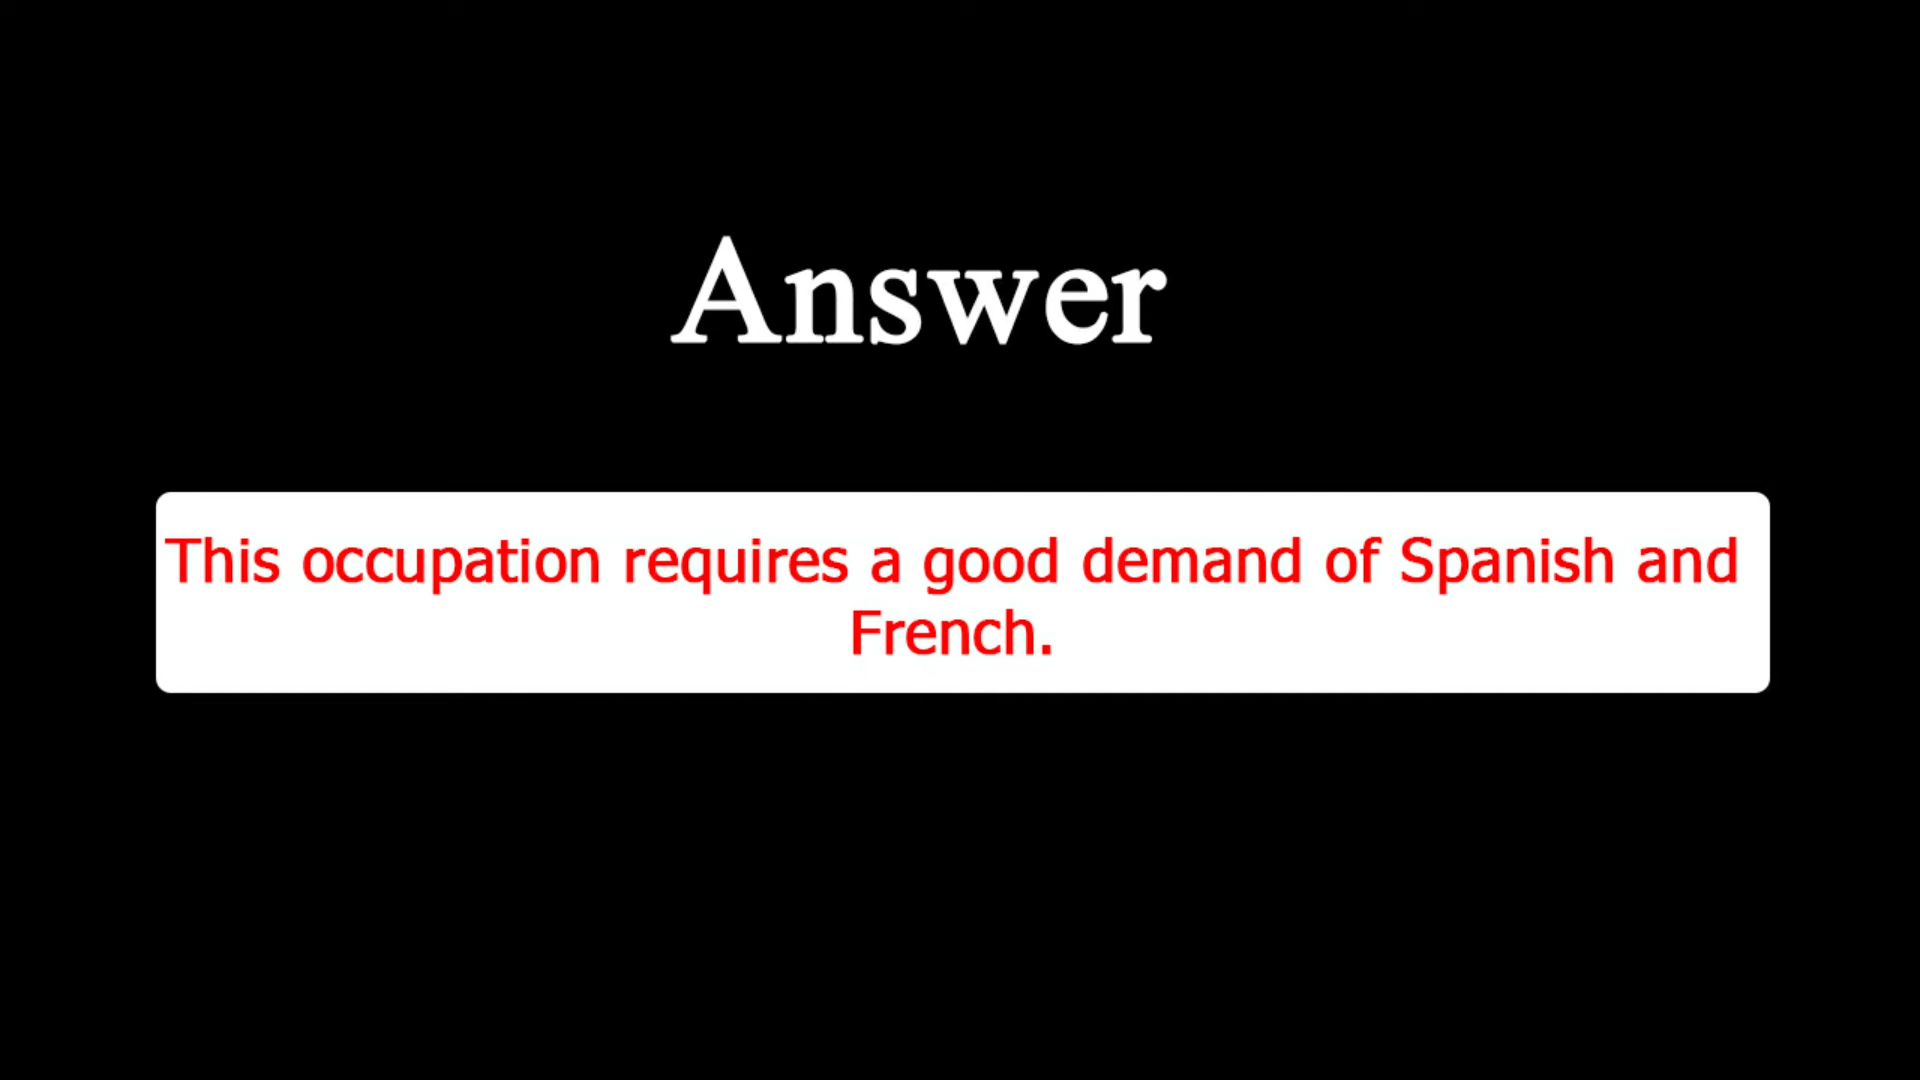 Answer
This occupation requires a good demand of Spanish and
French.